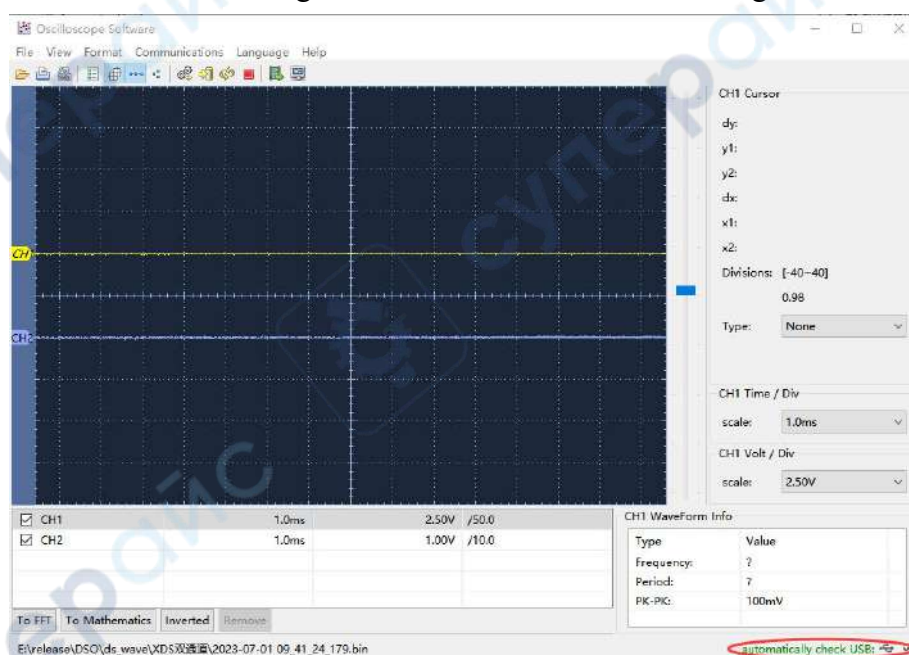 Oscilloscope Software
File View Format Communications Language Help
CH1 Cursor
dy:
y1:
y2:
dx:
x1:
x2:
Divisions: [-40~40]
0.98
Type: None
CH1 Time / Div
scale: 1.0ms
CH1 Volt / Div
scale: 2.50V
CH
CH2
CH1 1.0ms 2.50V /50.0
CH2 1.0ms 1.00V /10.0
CH1 WaveForm Info
Type Value
Frequency: ?
Period: ?
PK-PK: 100mV
To FFT To Mathematics Inverted Remove
E:\release\DSO\ds_wave\XDS双通道\2023-07-01 09_41_24_179.bin
automatically check USB:
суперайс